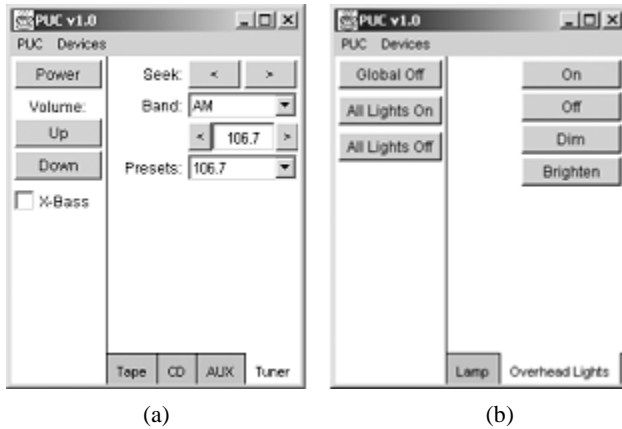 PUC v1.0
PUC Devices
Power
Volume:
Up
Down
X-Bass
Seek: < >
Band: AM
< 106.7 >
Presets: 106.7
Tape CD AUX Tuner
(a)
PUC v1.0
PUC Devices
Global Off
All Lights On
All Lights Off
On
Off
Dim
Brighten
Lamp Overhead Lights
(b)